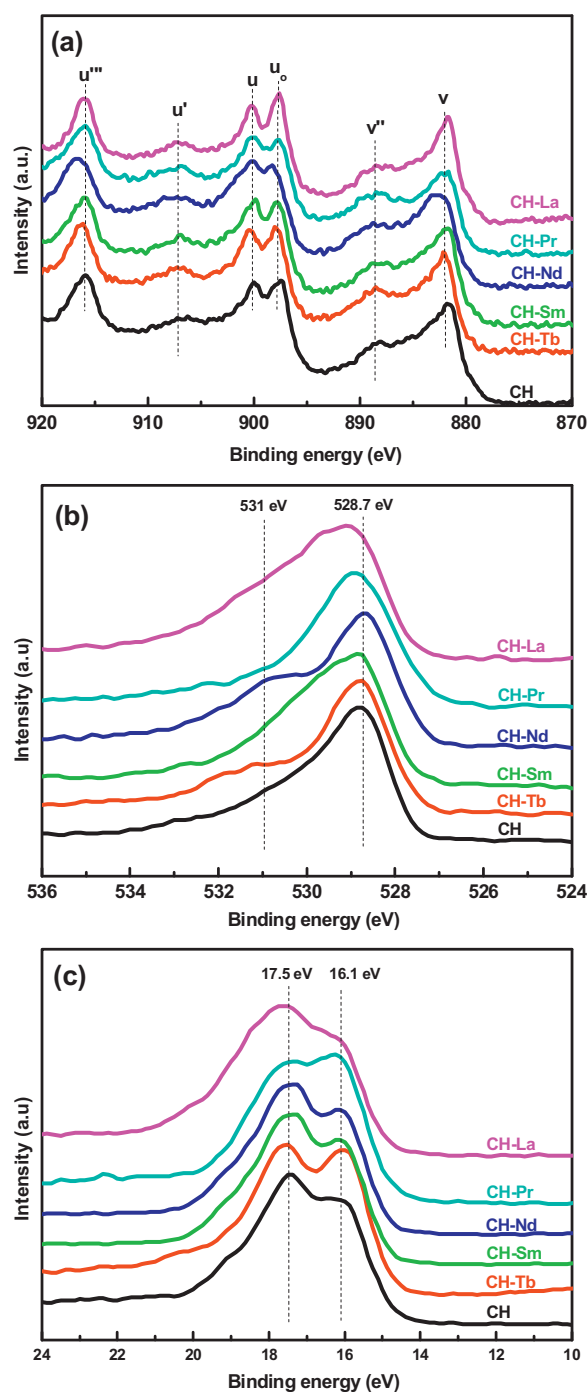 (a)
u'''
u'
u
u₀
v''
v
CH-La
CH-Pr
CH-Nd
CH-Sm
CH-Tb
CH
Intensity (a.u.)
920 910 900 890 880 870
Binding energy (eV)
(b)
531 eV 528.7 eV
CH-La
CH-Pr
CH-Nd
CH-Sm
CH-Tb
CH
Intensity (a.u)
536 534 532 530 528 526 524
Binding energy (eV)
(c)
17.5 eV 16.1 eV
CH-La
CH-Pr
CH-Nd
CH-Sm
CH-Tb
CH
Intensity (a.u)
24 22 20 18 16 14 12 10
Binding energy (eV)